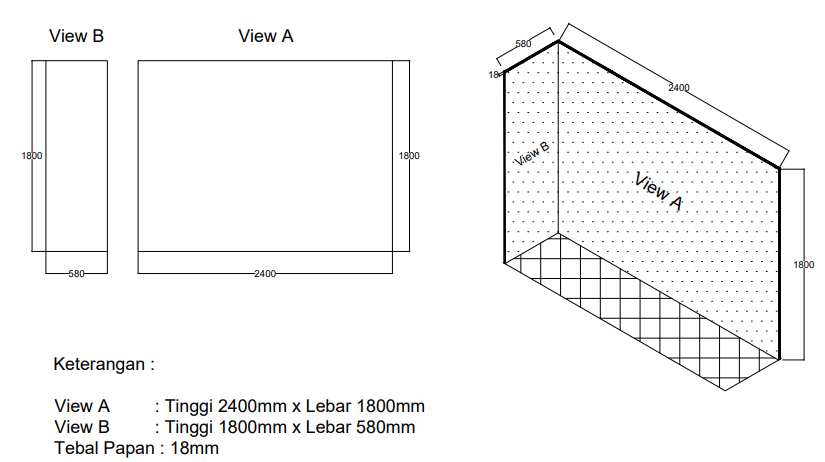 View B
View A
1800
1800
580
2400
580
18
2400
View B
View A
1800
Keterangan :
View A : Tinggi 2400mm x Lebar 1800mm
View B : Tinggi 1800mm x Lebar 580mm
Tebal Papan : 18mm